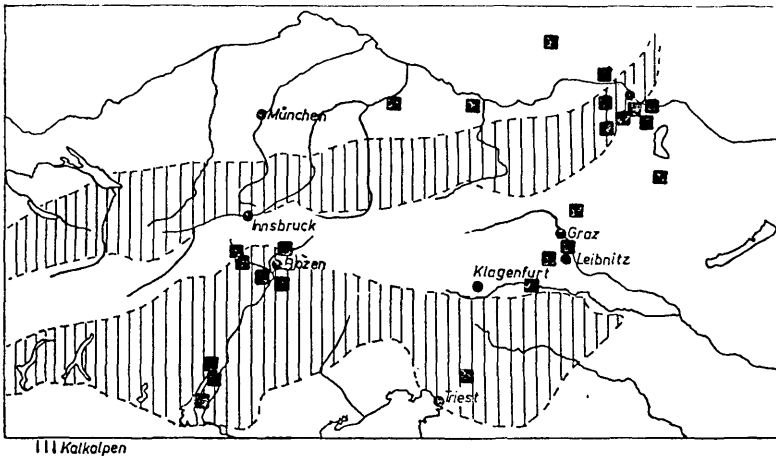 München
Innsbruck
Bozen
Graz
Leibnitz
Klagenfurt
Triest
Kalkalpen